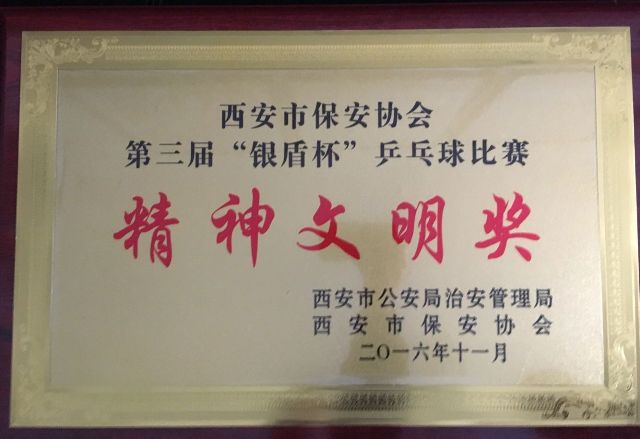 西安市保安协会
第三届“银盾杯”乒乓球比赛
精神文明奖
西安市公安局治安管理局
西安市保安协会
二〇一六年十一月